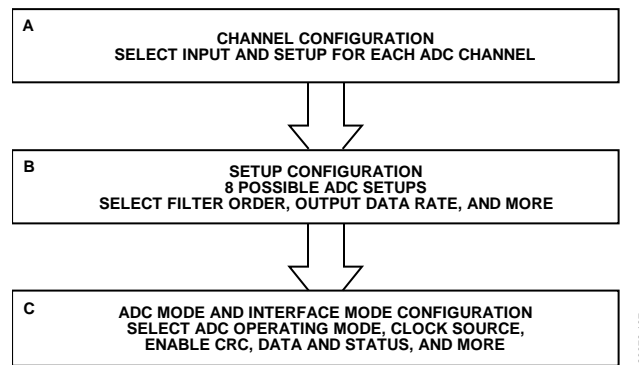 A
CHANNEL CONFIGURATION
SELECT INPUT AND SETUP FOR EACH ADC CHANNEL
B
SETUP CONFIGURATION
8 POSSIBLE ADC SETUPS
SELECT FILTER ORDER, OUTPUT DATA RATE, AND MORE
C
ADC MODE AND INTERFACE MODE CONFIGURATION
SELECT ADC OPERATING MODE, CLOCK SOURCE,
ENABLE CRC, DATA AND STATUS, AND MORE